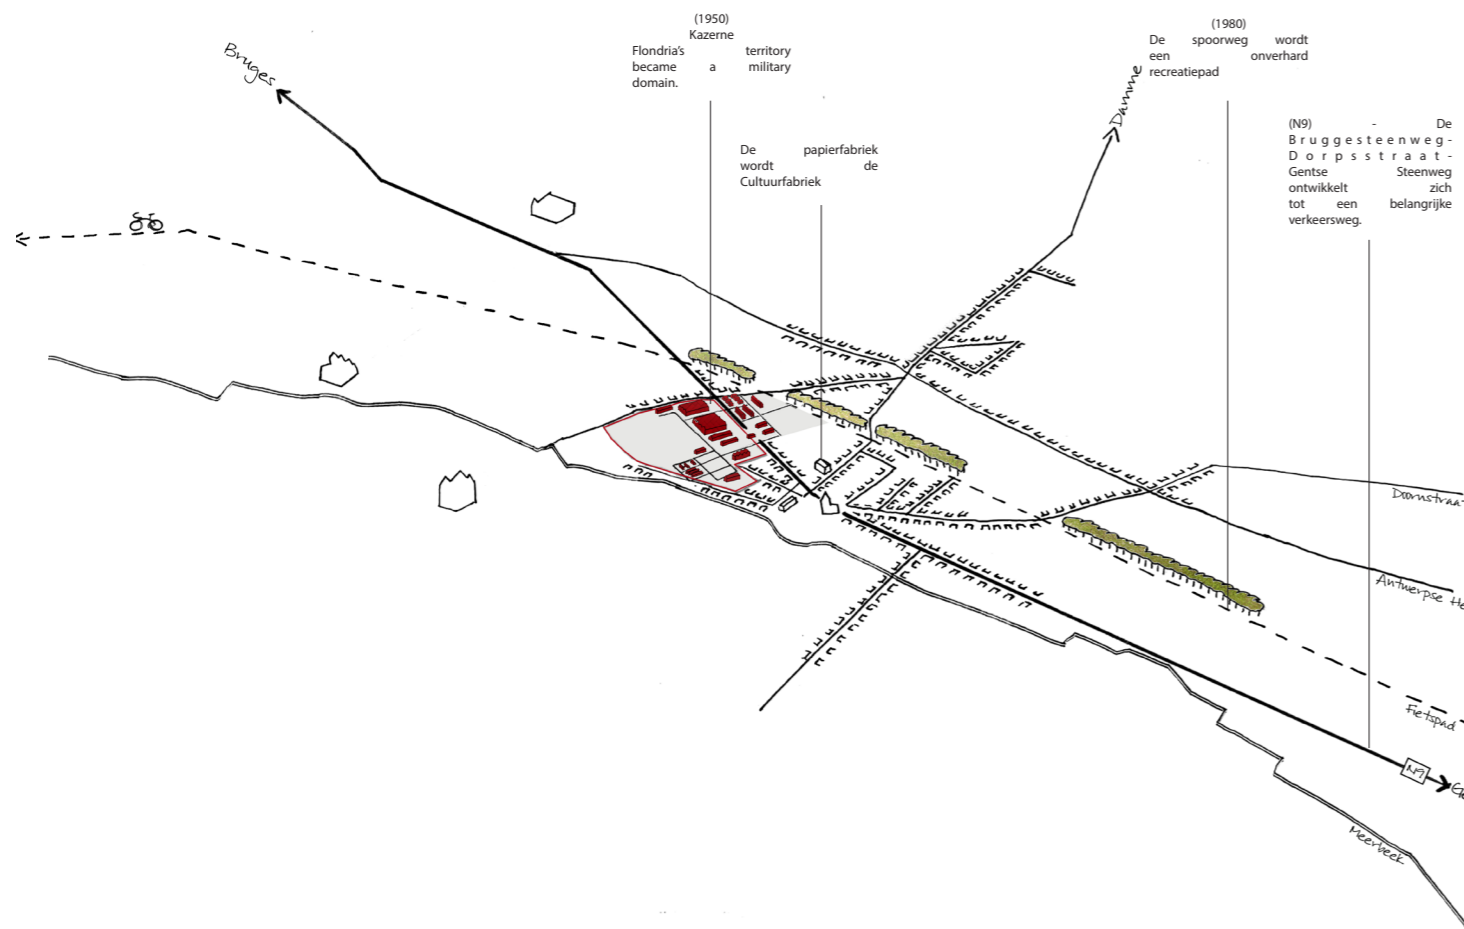 (1950)
Kazerne
Flondria's territory
became a military
domain.
(1980)
De spoorweg wordt
een onverhard
recreatiepad
Bruges
Damme
(N9) - De
Bruggesteenweg-
Dorpsstraat-
Gentse Steenweg
ontwikkelt zich
tot een belangrijke
verkeersweg.
De papierfabriek
wordt de
Cultuurfabriek
Doornstraat
Antwerpse He
Fietspad
N9
Meerbeek